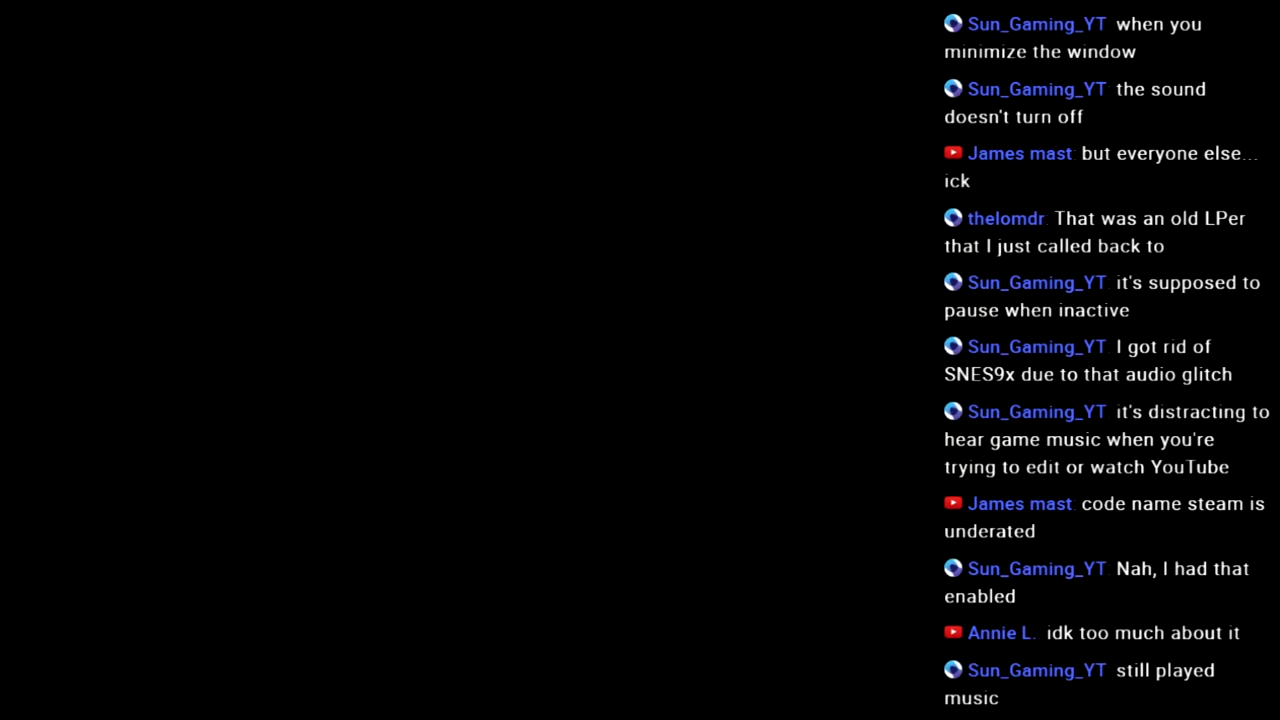 Sun_Gaming_YT: when you
minimize the window
Sun_Gaming_YT: the sound
doesn't turn off
James mast: but everyone else...
ick
thelomdr: That was an old LPer
that I just called back to
Sun_Gaming_YT: it's supposed to
pause when inactive
Sun_Gaming_YT: I got rid of
SNES9x due to that audio glitch
Sun_Gaming_YT: it's distracting to
hear game music when you're
trying to edit or watch YouTube
James mast: code name steam is
underated
Sun_Gaming_YT: Nah, I had that
enabled
Annie L.: idk too much about it
Sun_Gaming_YT: still played
music